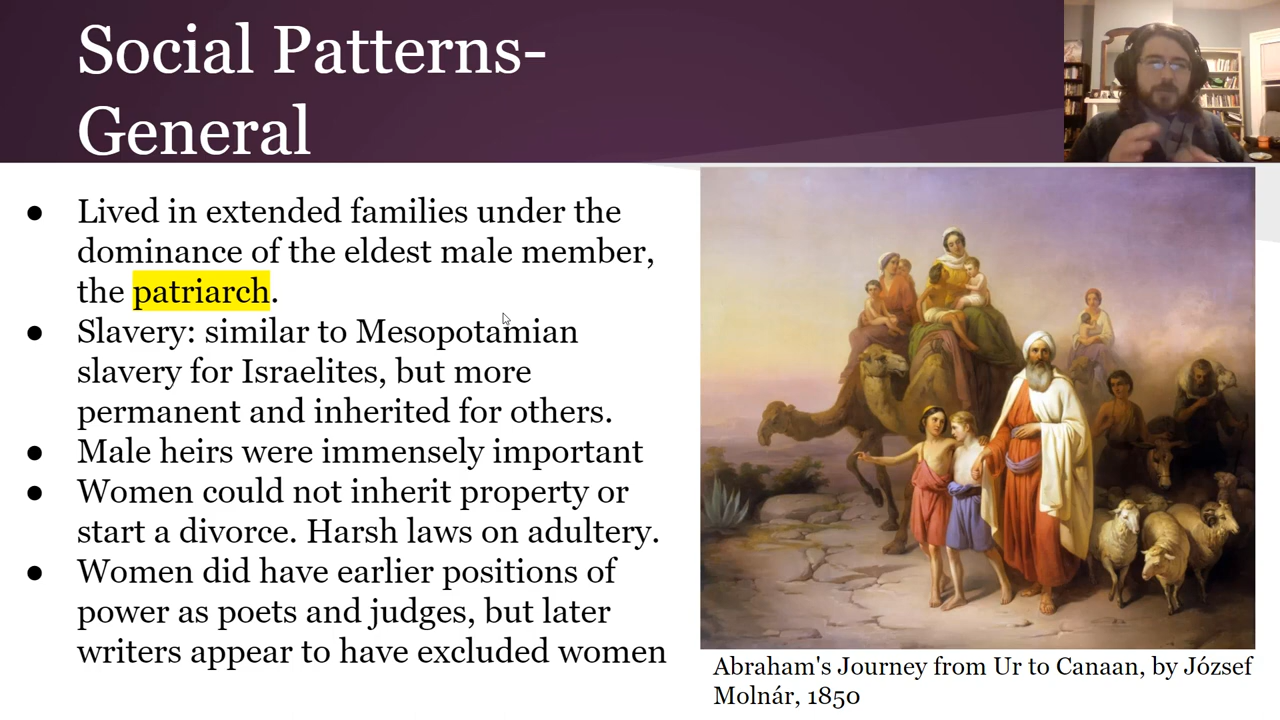 Social Patterns-
General
● Lived in extended families under the
dominance of the eldest male member,
the patriarch.
● Slavery: similar to Mesopotamian
slavery for Israelites, but more
permanent and inherited for others.
● Male heirs were immensely important
● Women could not inherit property or
start a divorce. Harsh laws on adultery.
● Women did have earlier positions of
power as poets and judges, but later
writers appear to have excluded women
Abraham's Journey from Ur to Canaan, by József
Molnár, 1850